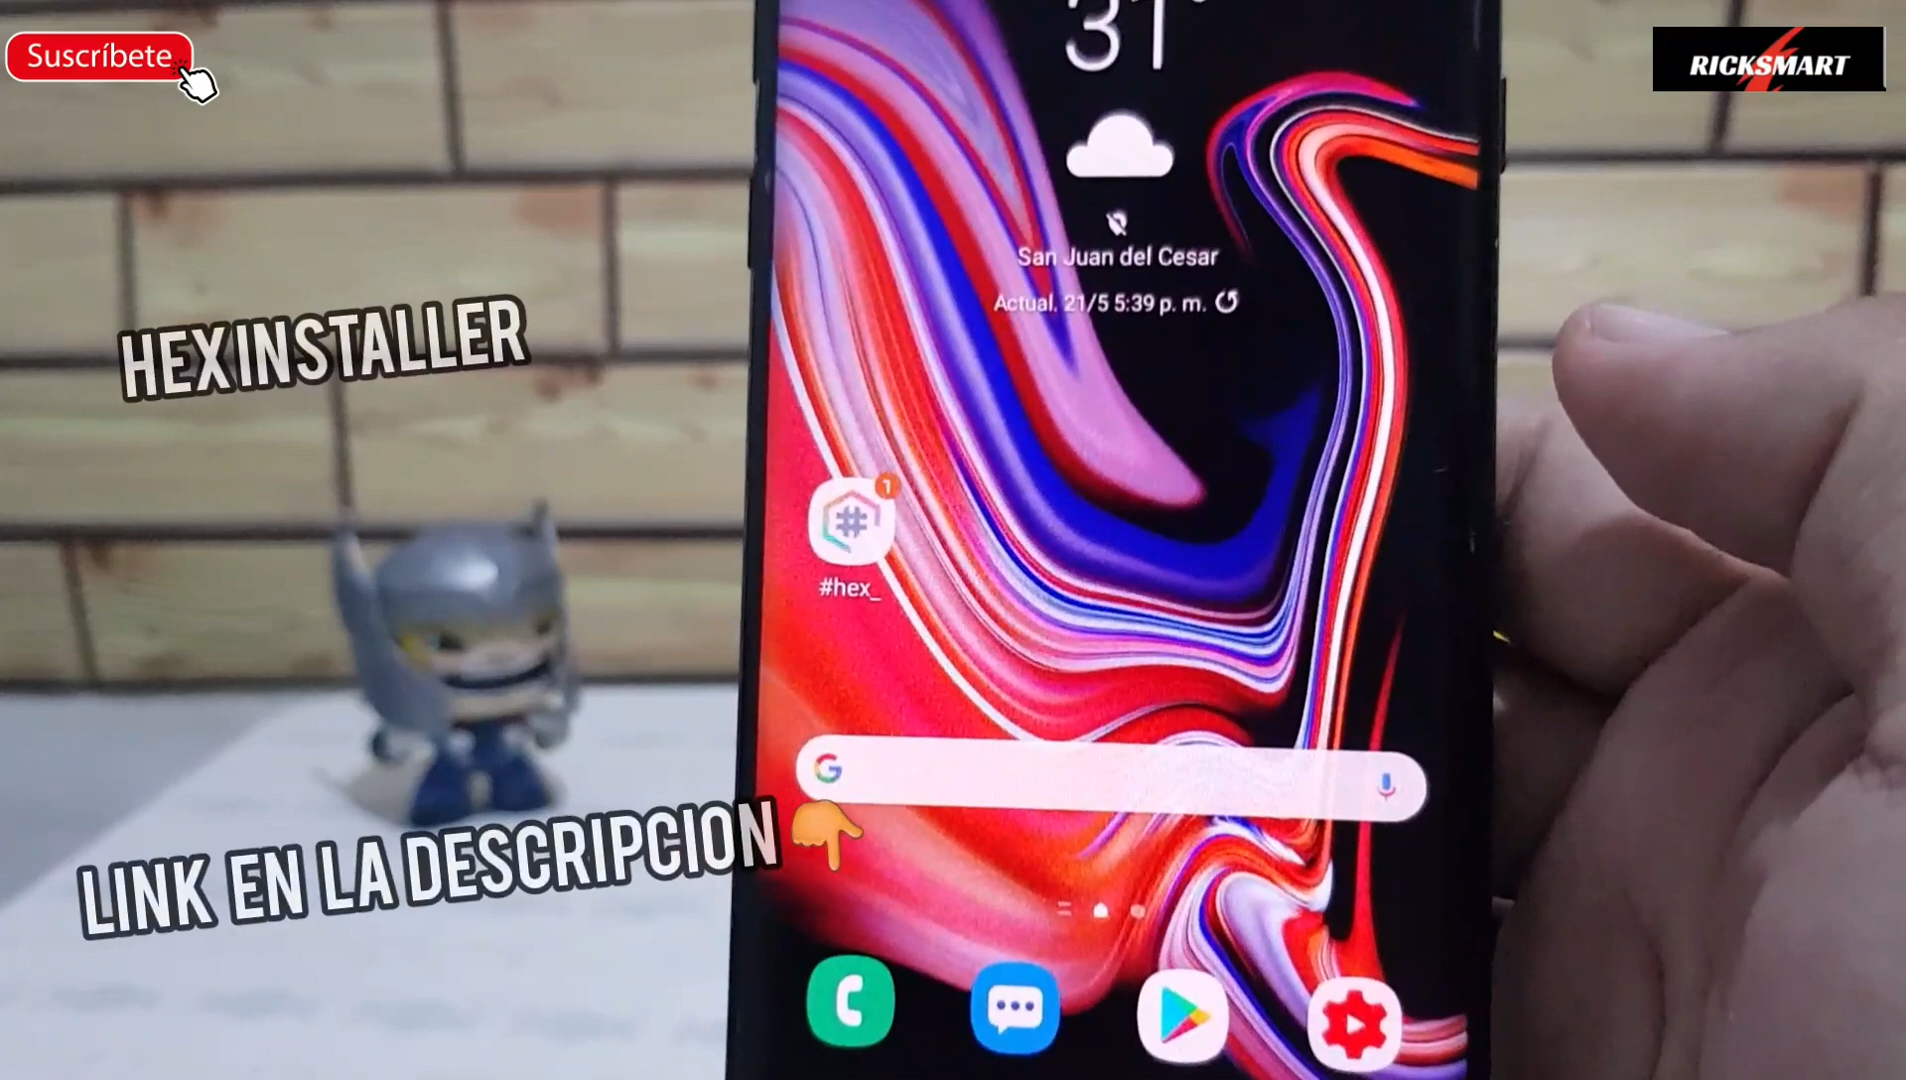 Suscríbete
RICKSMART
31°
San Juan del Cesar
Actual. 21/5 5:39 p. m.
HEXINSTALLER
1
#hex_
G
LINK EN LA DESCRIPCION